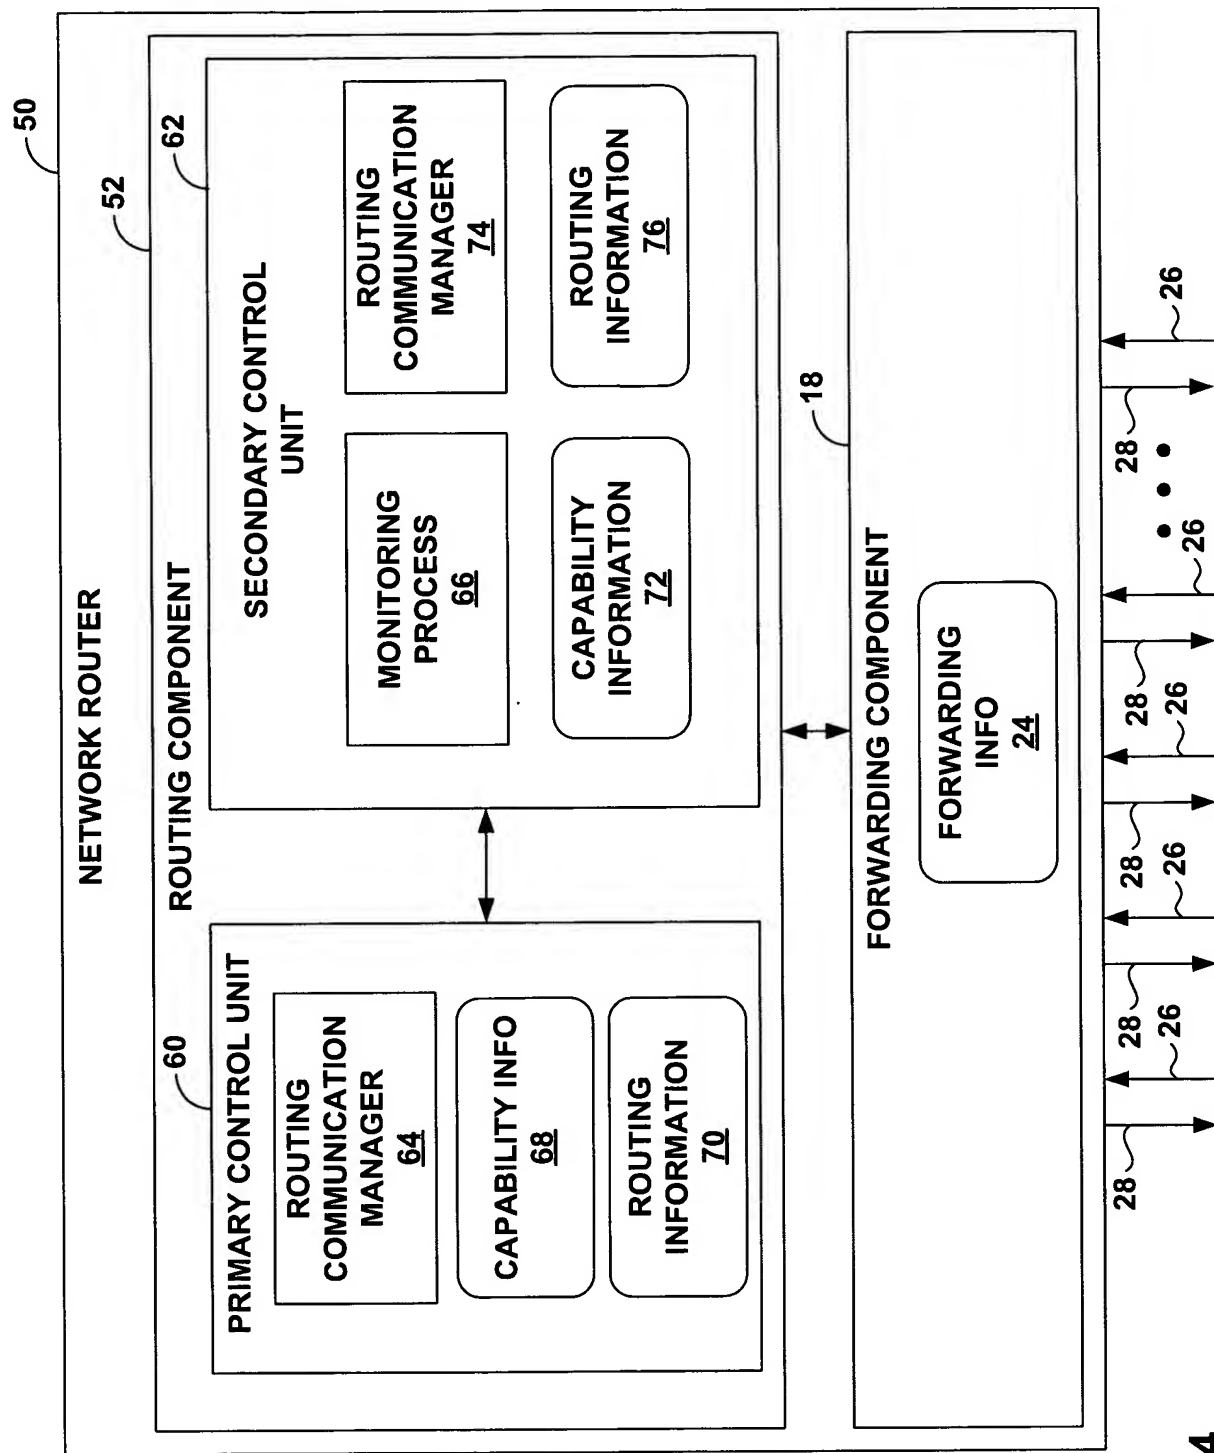 NETWORK ROUTER
50
ROUTING COMPONENT
52
PRIMARY CONTROL UNIT
60
ROUTING
COMMUNICATION
MANAGER
64
CAPABILITY INFO
68
ROUTING
INFORMATION
70
SECONDARY CONTROL
UNIT
62
MONITORING
PROCESS
66
ROUTING
COMMUNICATION
MANAGER
74
CAPABILITY
INFORMATION
72
ROUTING
INFORMATION
76
FORWARDING COMPONENT
18
FORWARDING
INFO
24
28
26
28
26
28
26
28
26
28
26
4